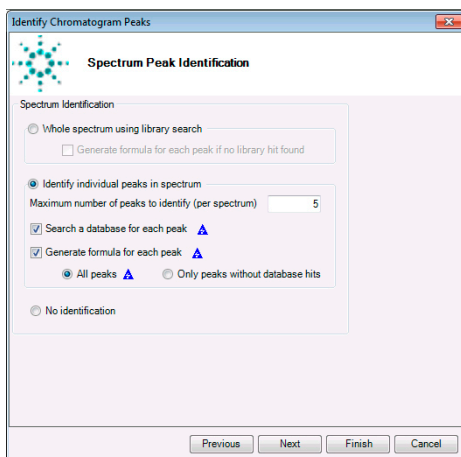 Identify Chromatogram Peaks
Spectrum Peak Identification
Spectrum Identification
Whole spectrum using library search
Generate formula for each peak if no library hit found
Identify individual peaks in spectrum
Maximum number of peaks to identify (per spectrum) 5
Search a database for each peak
Generate formula for each peak
All peaks Only peaks without database hits
No identification
Previous Next Finish Cancel